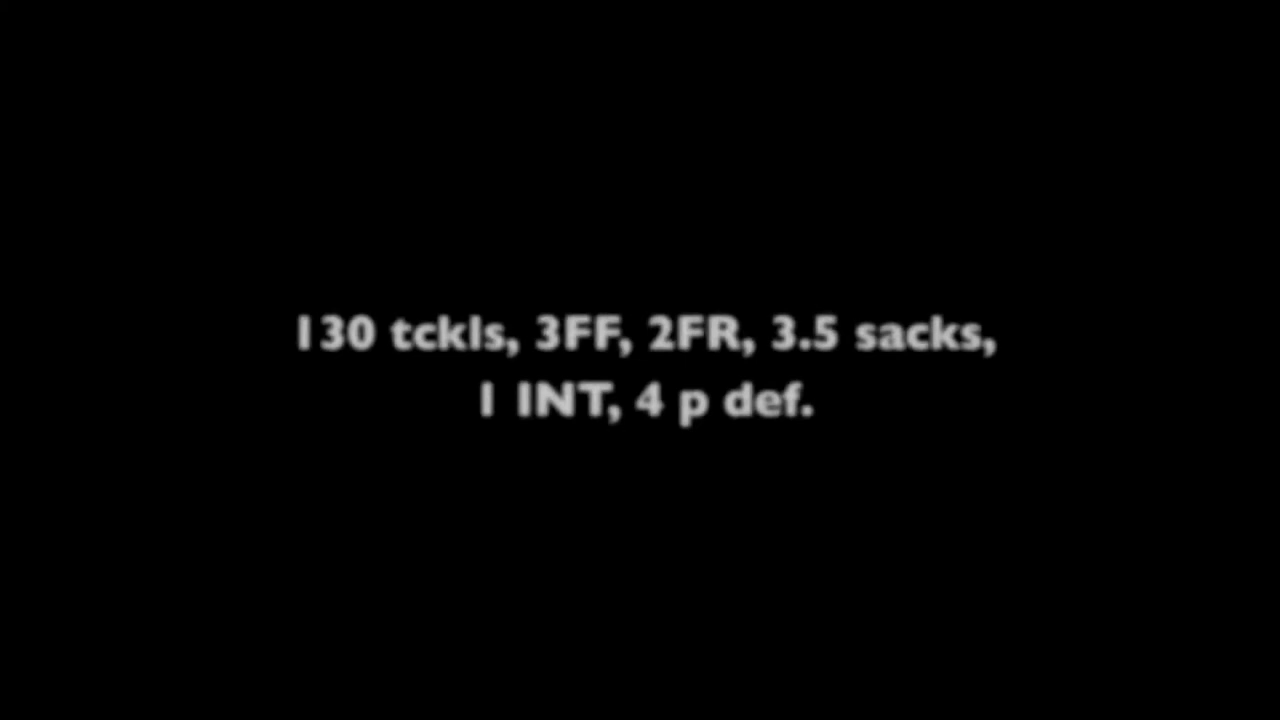 130 tckls, 3FF, 2FR, 3.5 sacks,
1 INT, 4 p def.